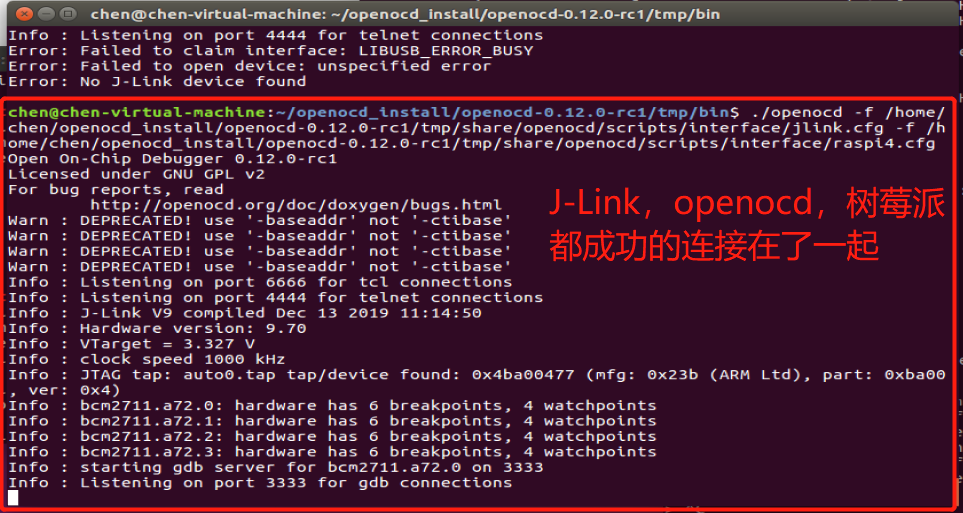 chen@chen-virtual-machine: ~/openocd_install/openocd-0.12.0-rc1/tmp/bin
Info : Listening on port 4444 for telnet connections
Error: Failed to claim interface: LIBUSB_ERROR_BUSY
Error: Failed to open device: unspecified error
Error: No J-Link device found
chen@chen-virtual-machine:~/openocd_install/openocd-0.12.0-rc1/tmp/bin$ ./openocd -f /home/
chen/openocd_install/openocd-0.12.0-rc1/tmp/share/openocd/scripts/interface/jlink.cfg -f /h
ome/chen/openocd_install/openocd-0.12.0-rc1/tmp/share/openocd/scripts/interface/raspi4.cfg
Open On-Chip Debugger 0.12.0-rc1
Licensed under GNU GPL v2
For bug reports, read
http://openocd.org/doc/doxygen/bugs.html
Warn : DEPRECATED! use '-baseaddr' not '-ctibase'
Warn : DEPRECATED! use '-baseaddr' not '-ctibase'
Warn : DEPRECATED! use '-baseaddr' not '-ctibase'
Warn : DEPRECATED! use '-baseaddr' not '-ctibase'
Info : Listening on port 6666 for tcl connections
Info : Listening on port 4444 for telnet connections
Info : J-Link V9 compiled Dec 13 2019 11:14:50
Info : Hardware version: 9.70
Info : VTarget = 3.327 V
Info : clock speed 1000 kHz
Info : JTAG tap: auto0.tap tap/device found: 0x4ba00477 (mfg: 0x23b (ARM Ltd), part: 0xba00
, ver: 0x4)
Info : bcm2711.a72.0: hardware has 6 breakpoints, 4 watchpoints
Info : bcm2711.a72.1: hardware has 6 breakpoints, 4 watchpoints
Info : bcm2711.a72.2: hardware has 6 breakpoints, 4 watchpoints
Info : bcm2711.a72.3: hardware has 6 breakpoints, 4 watchpoints
Info : starting gdb server for bcm2711.a72.0 on 3333
Info : Listening on port 3333 for gdb connections
J-Link，openocd，树莓派
都成功的连接在了一起